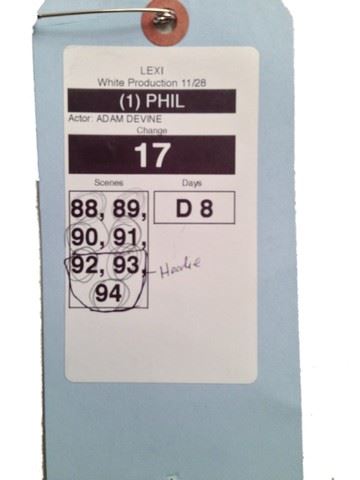 LEXI
White Production 11/28
(1) PHIL
Actor: ADAM DEVINE
Change
17
Scenes Days
88, 89, D 8
90, 91,
92, 93, Hoodie
94